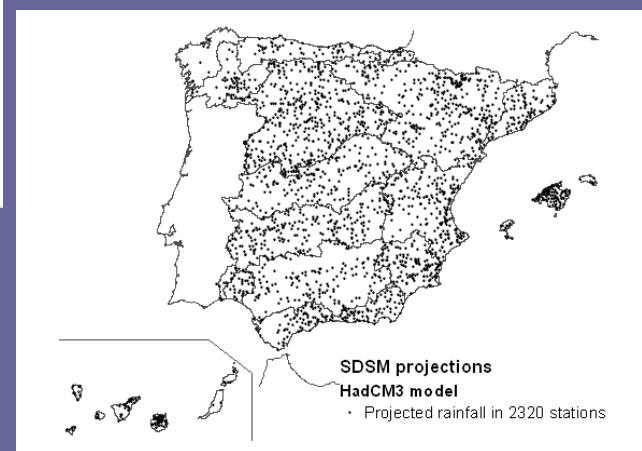 SDSM projections
HadCM3 model
· Projected rainfall in 2320 stations